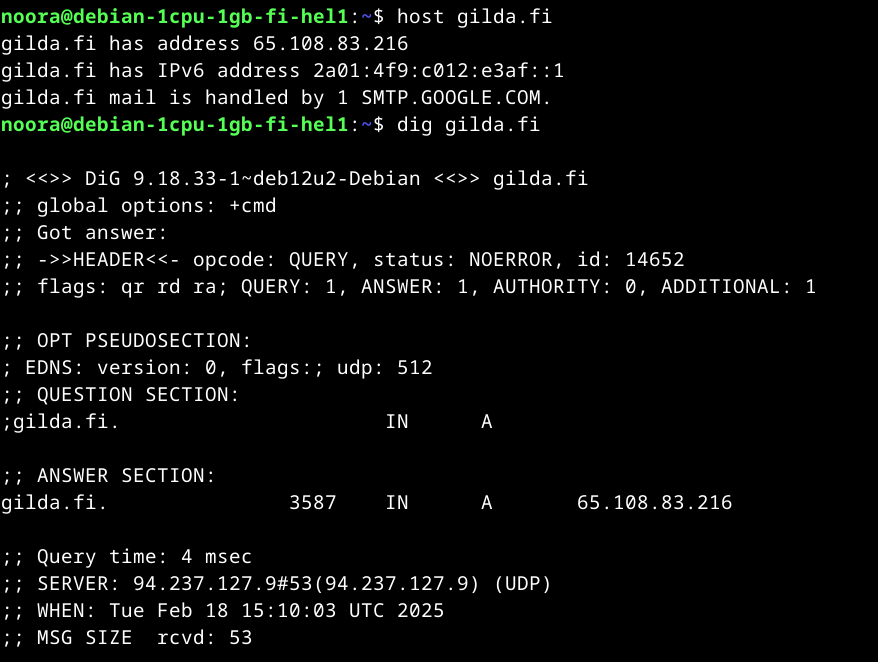 noora@debian-1cpu-1gb-fi-hel1:~$ host gilda.fi
gilda.fi has address 65.108.83.216
gilda.fi has IPv6 address 2a01:4f9:c012:e3af::1
gilda.fi mail is handled by 1 SMTP.GOOGLE.COM.
noora@debian-1cpu-1gb-fi-hel1:~$ dig gilda.fi

; <<>> DiG 9.18.33-1~deb12u2-Debian <<>> gilda.fi
;; global options: +cmd
;; Got answer:
;; ->>HEADER<<- opcode: QUERY, status: NOERROR, id: 14652
;; flags: qr rd ra; QUERY: 1, ANSWER: 1, AUTHORITY: 0, ADDITIONAL: 1

;; OPT PSEUDOSECTION:
; EDNS: version: 0, flags:; udp: 512
;; QUESTION SECTION:
;gilda.fi.                      IN      A

;; ANSWER SECTION:
gilda.fi.               3587    IN      A       65.108.83.216

;; Query time: 4 msec
;; SERVER: 94.237.127.9#53(94.237.127.9) (UDP)
;; WHEN: Tue Feb 18 15:10:03 UTC 2025
;; MSG SIZE  rcvd: 53